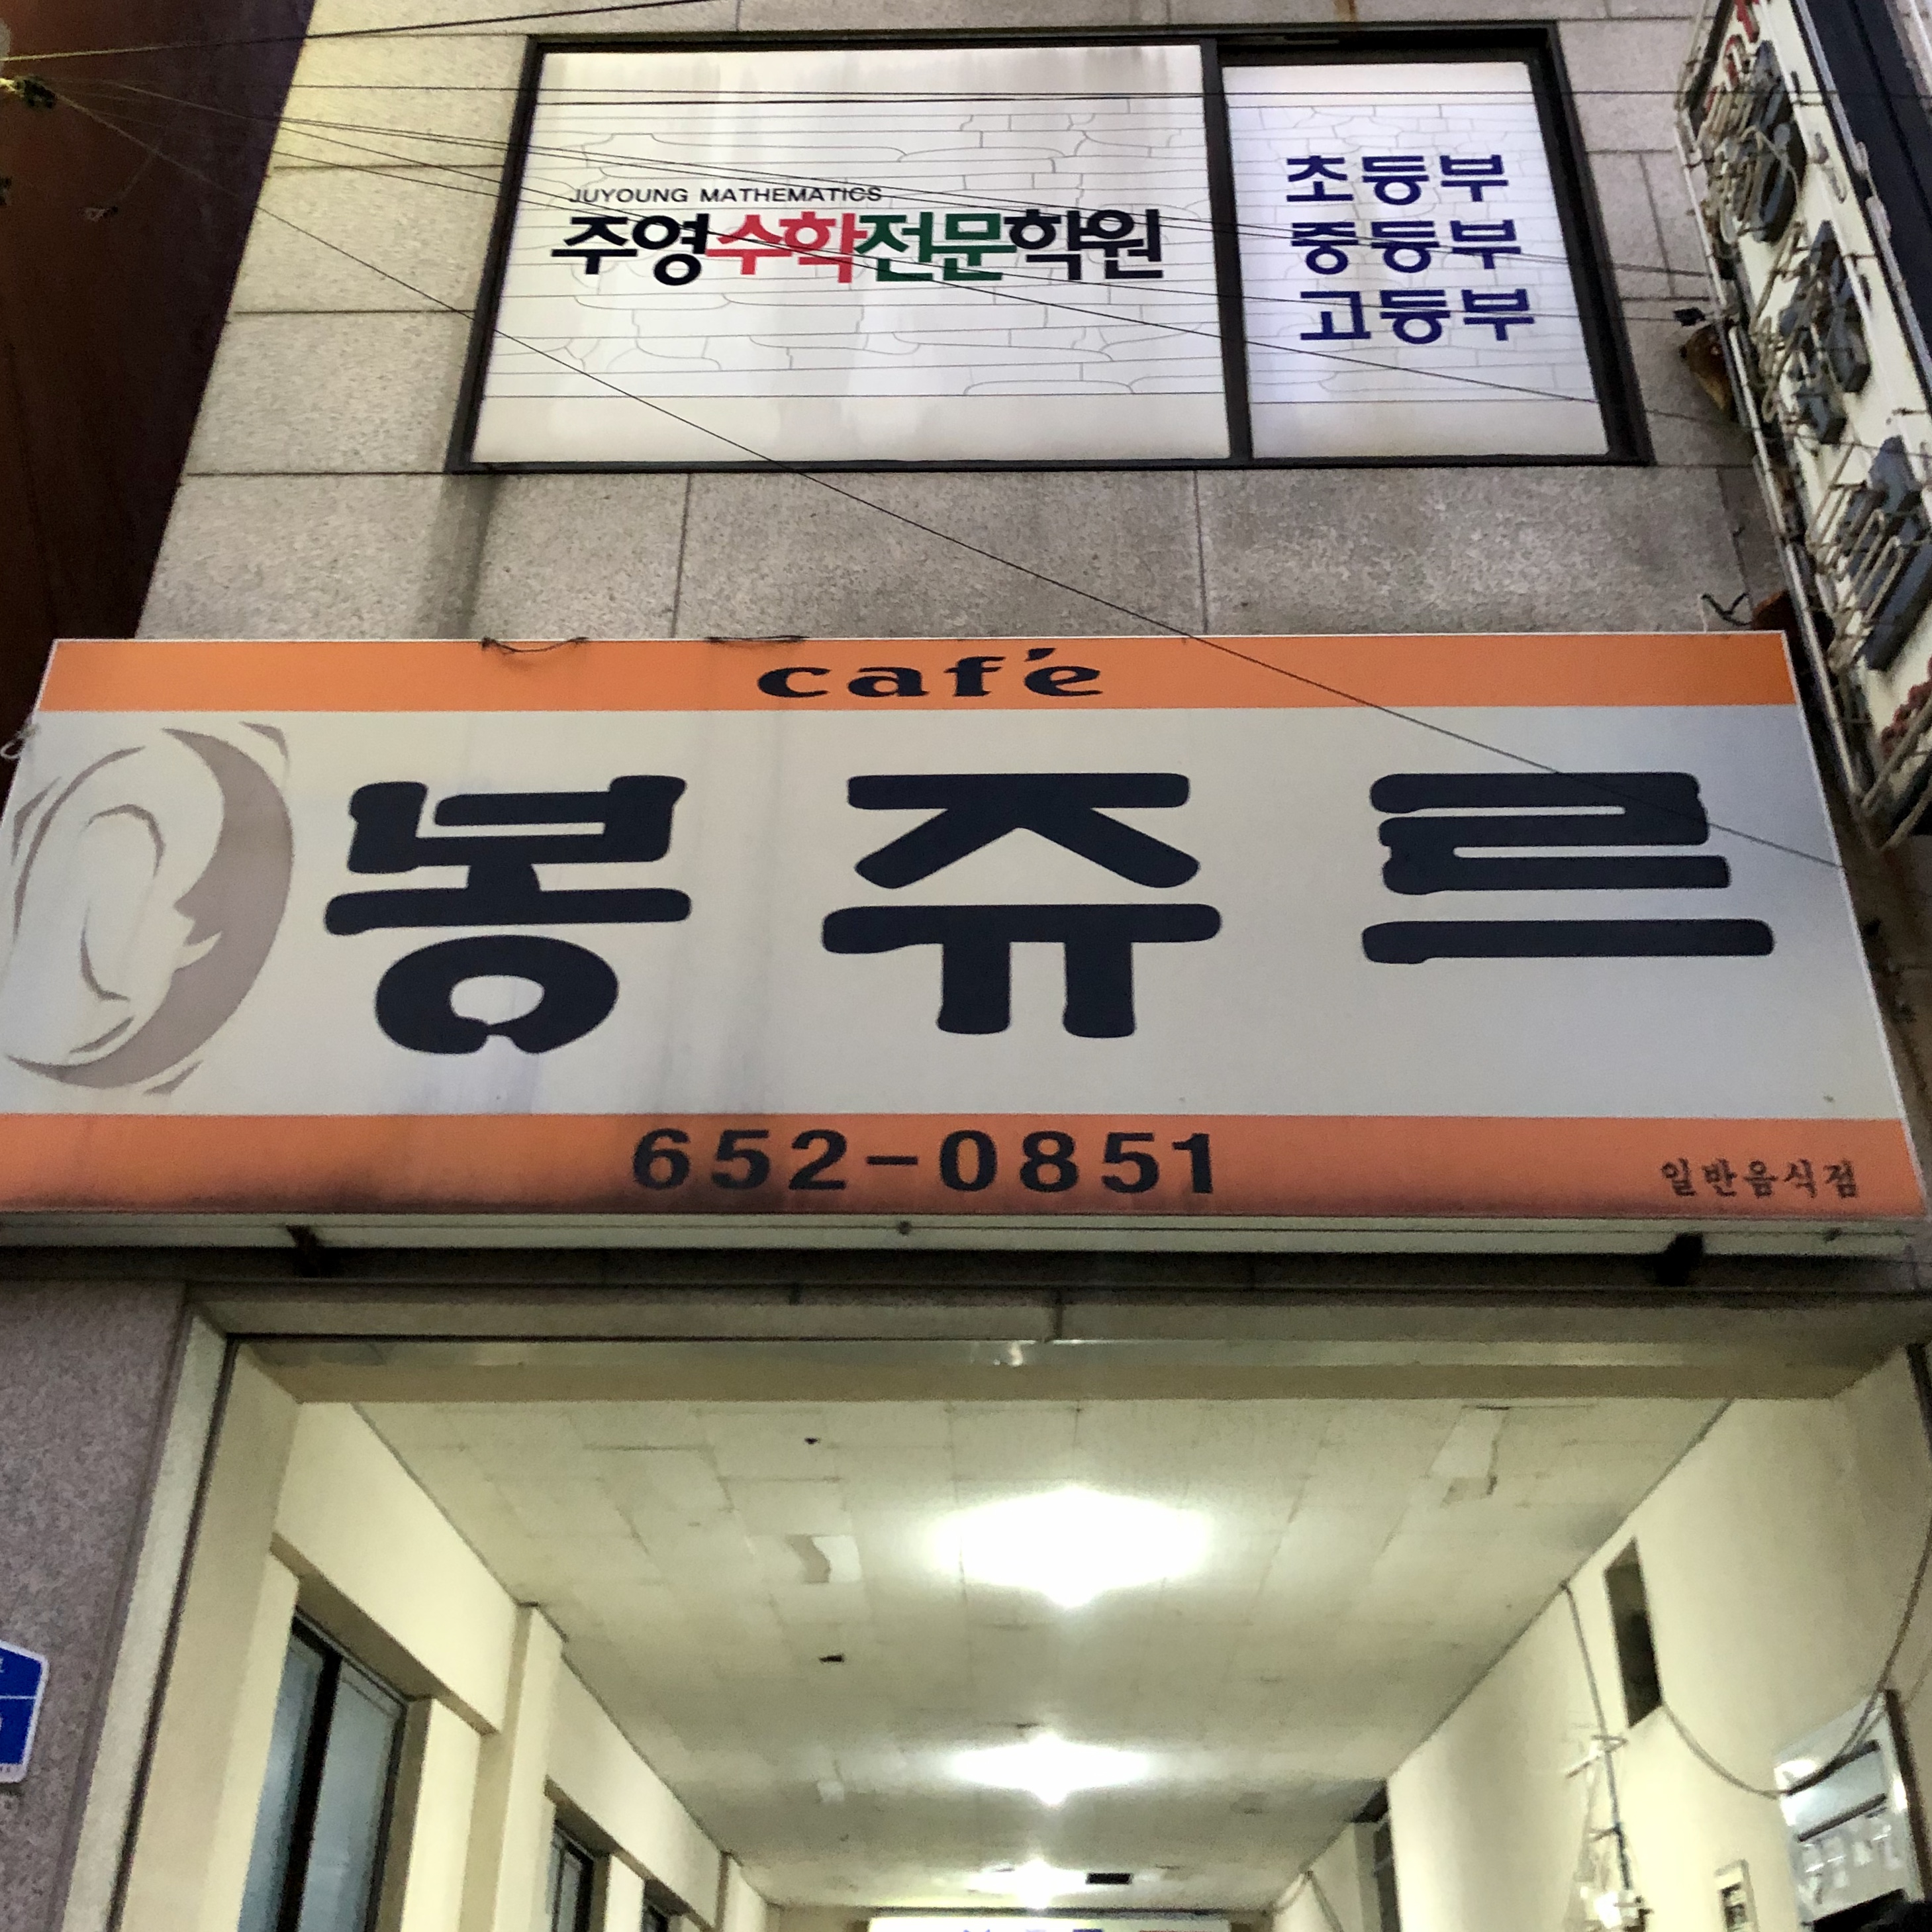 JUYOUNG MATHEMATICS
주영수학전문학원
초등부
중등부
고등부
caf'e
봉쥬르
652-0851
일반음식점